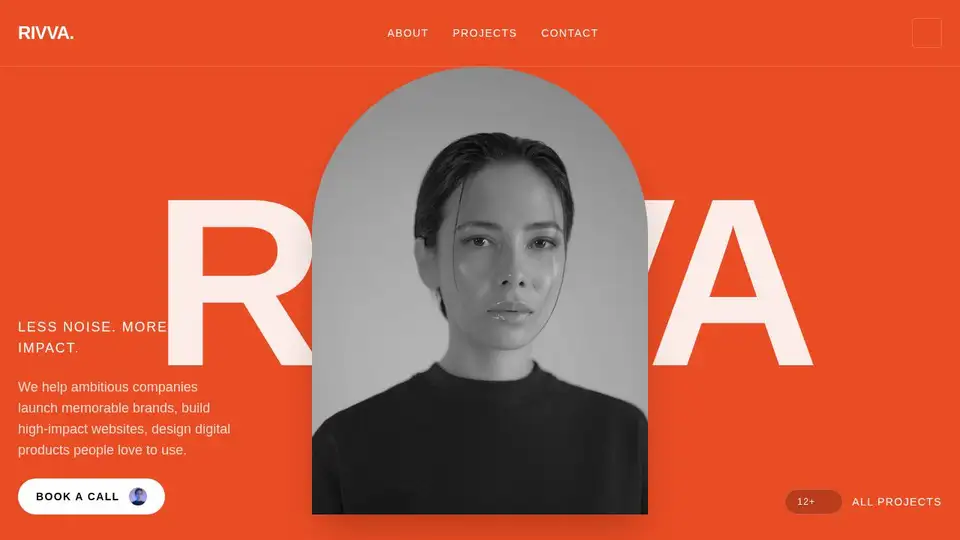 RIVVA.
ABOUT PROJECTS CONTACT
R VA
LESS NOISE. MORE
IMPACT.
We help ambitious companies
launch memorable brands, build
high-impact websites, design digital
products people love to use.
BOOK A CALL
12+ ALL PROJECTS